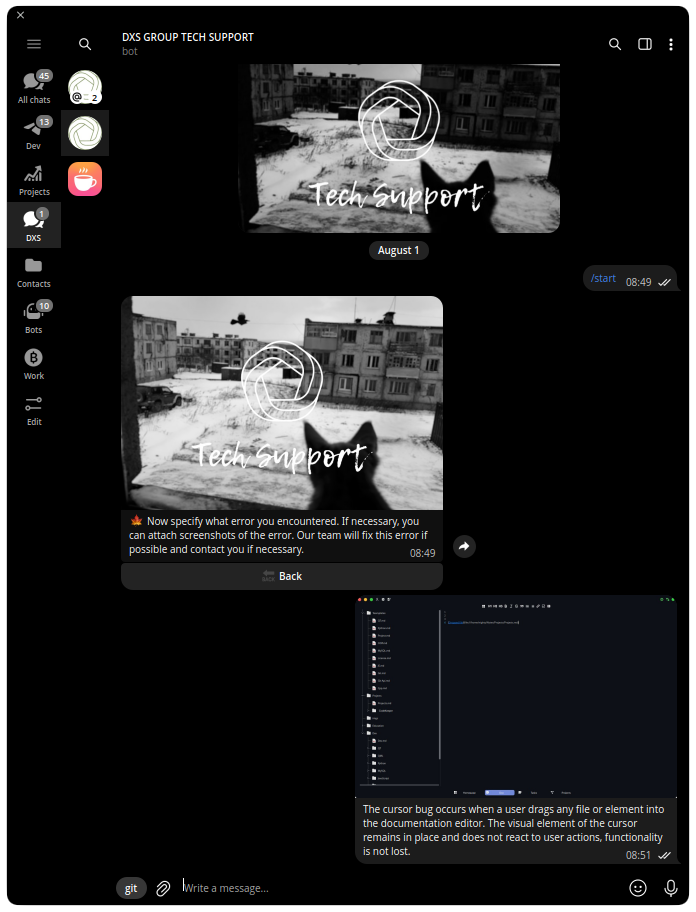 DXS GROUP TECH SUPPORT
bot
45
All chats
2
13
Dev
Projects
1
DXS
Contacts
10
Bots
Work
Edit
Tech Support
August 1
/start 08:49
Tech Support
Now specify what error you encountered. If necessary, you
can attach screenshots of the error. Our team will fix this error if
possible and contact you if necessary.
08:49
Back
The cursor bug occurs when a user drags any file or element into
the documentation editor. The visual element of the cursor
remains in place and does not react to user actions, functionality
is not lost.
08:51
git
Write a message...